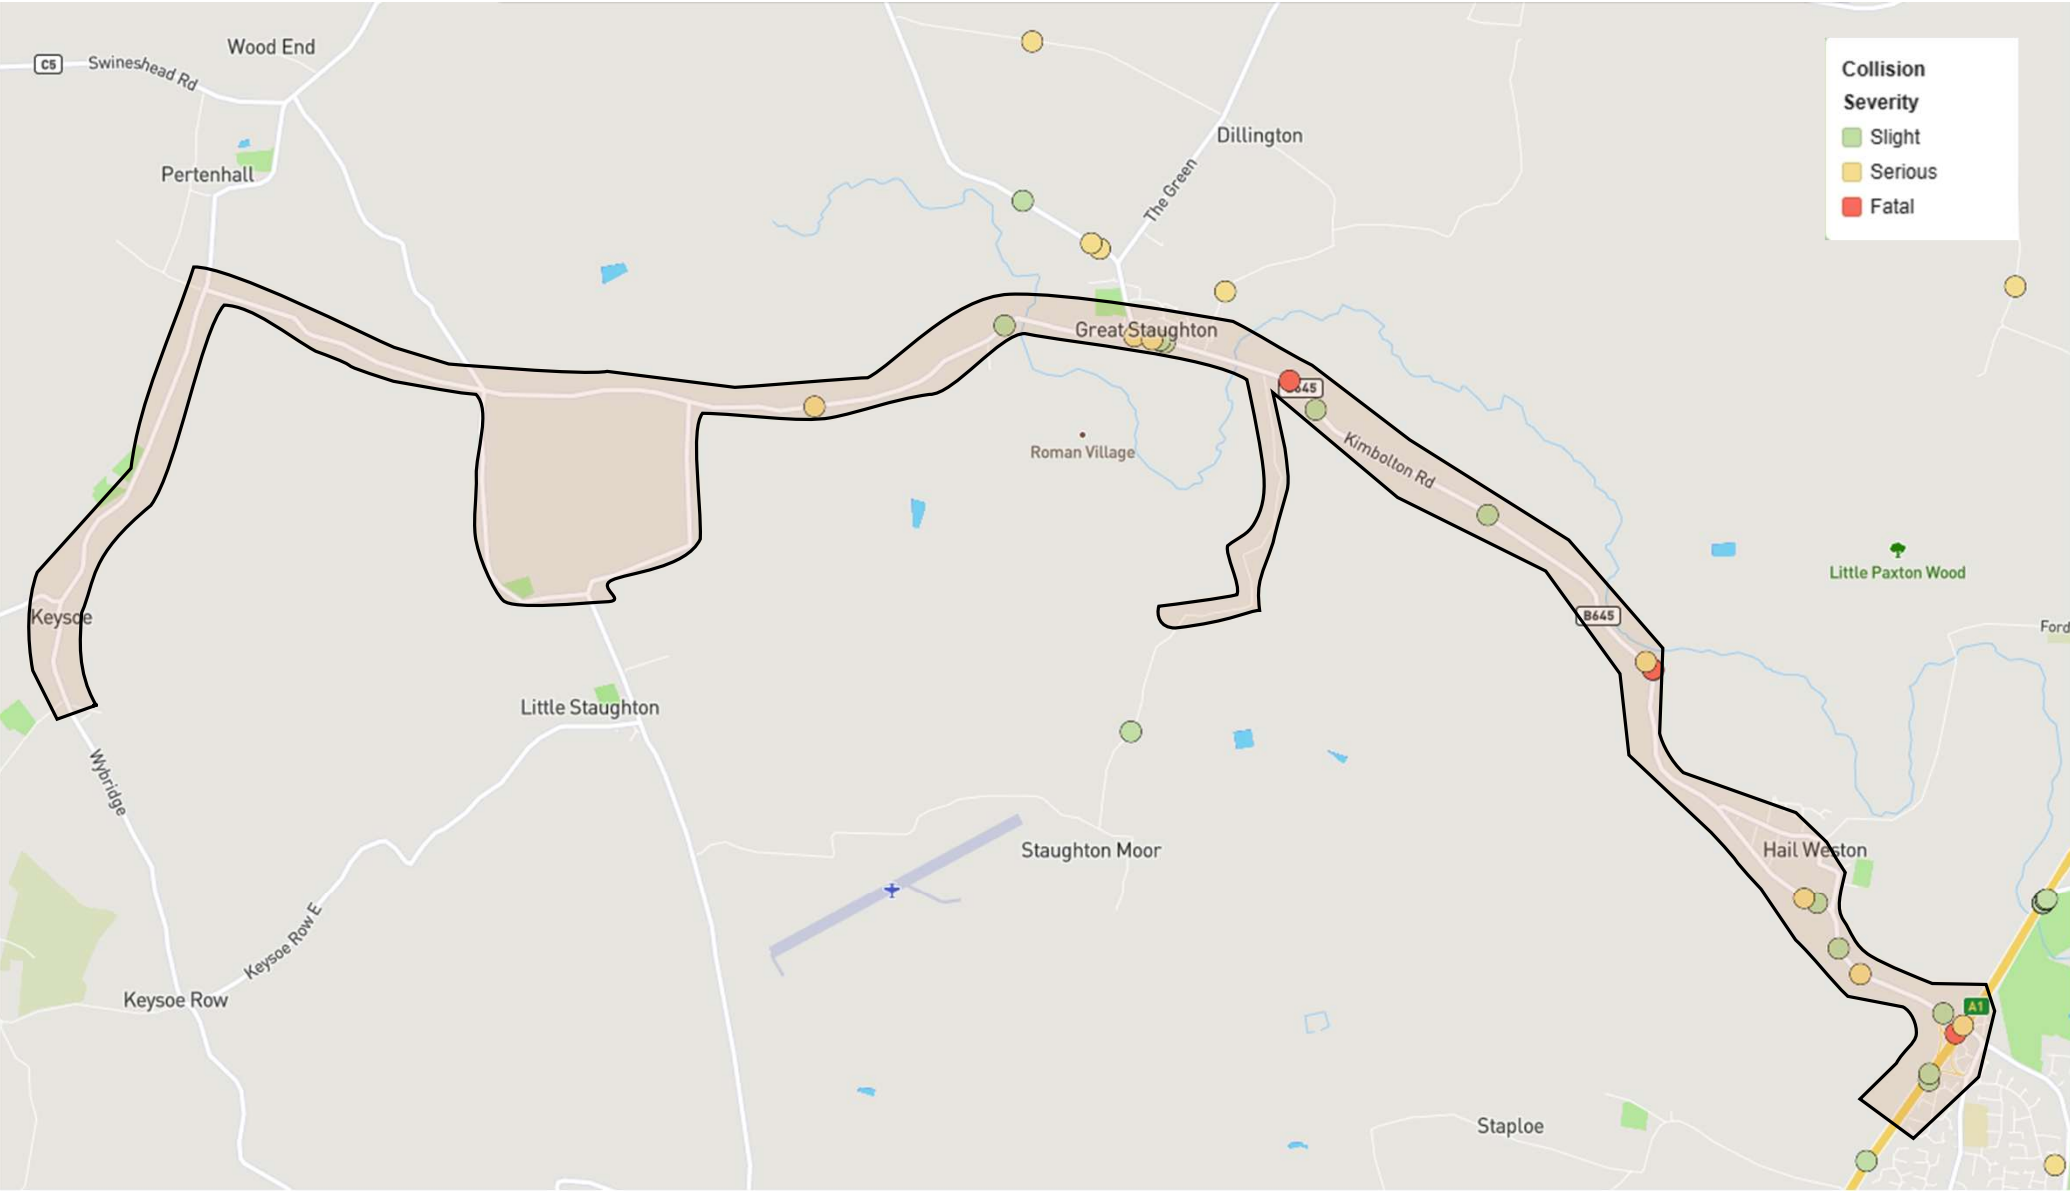 Wood End
C5
Swineshead Rd
Collision
Severity
Slight
Serious
Fatal
Dillington
Pertenhall
The Green
Great Staughton
645
Roman Village
Kimbolton Rd
Little Paxton Wood
B645
Keysoe
Ford
Little Staughton
Wybridge
Staughton Moor
Hail Weston
Keysoe Row E
Keysoe Row
A1
Staploe